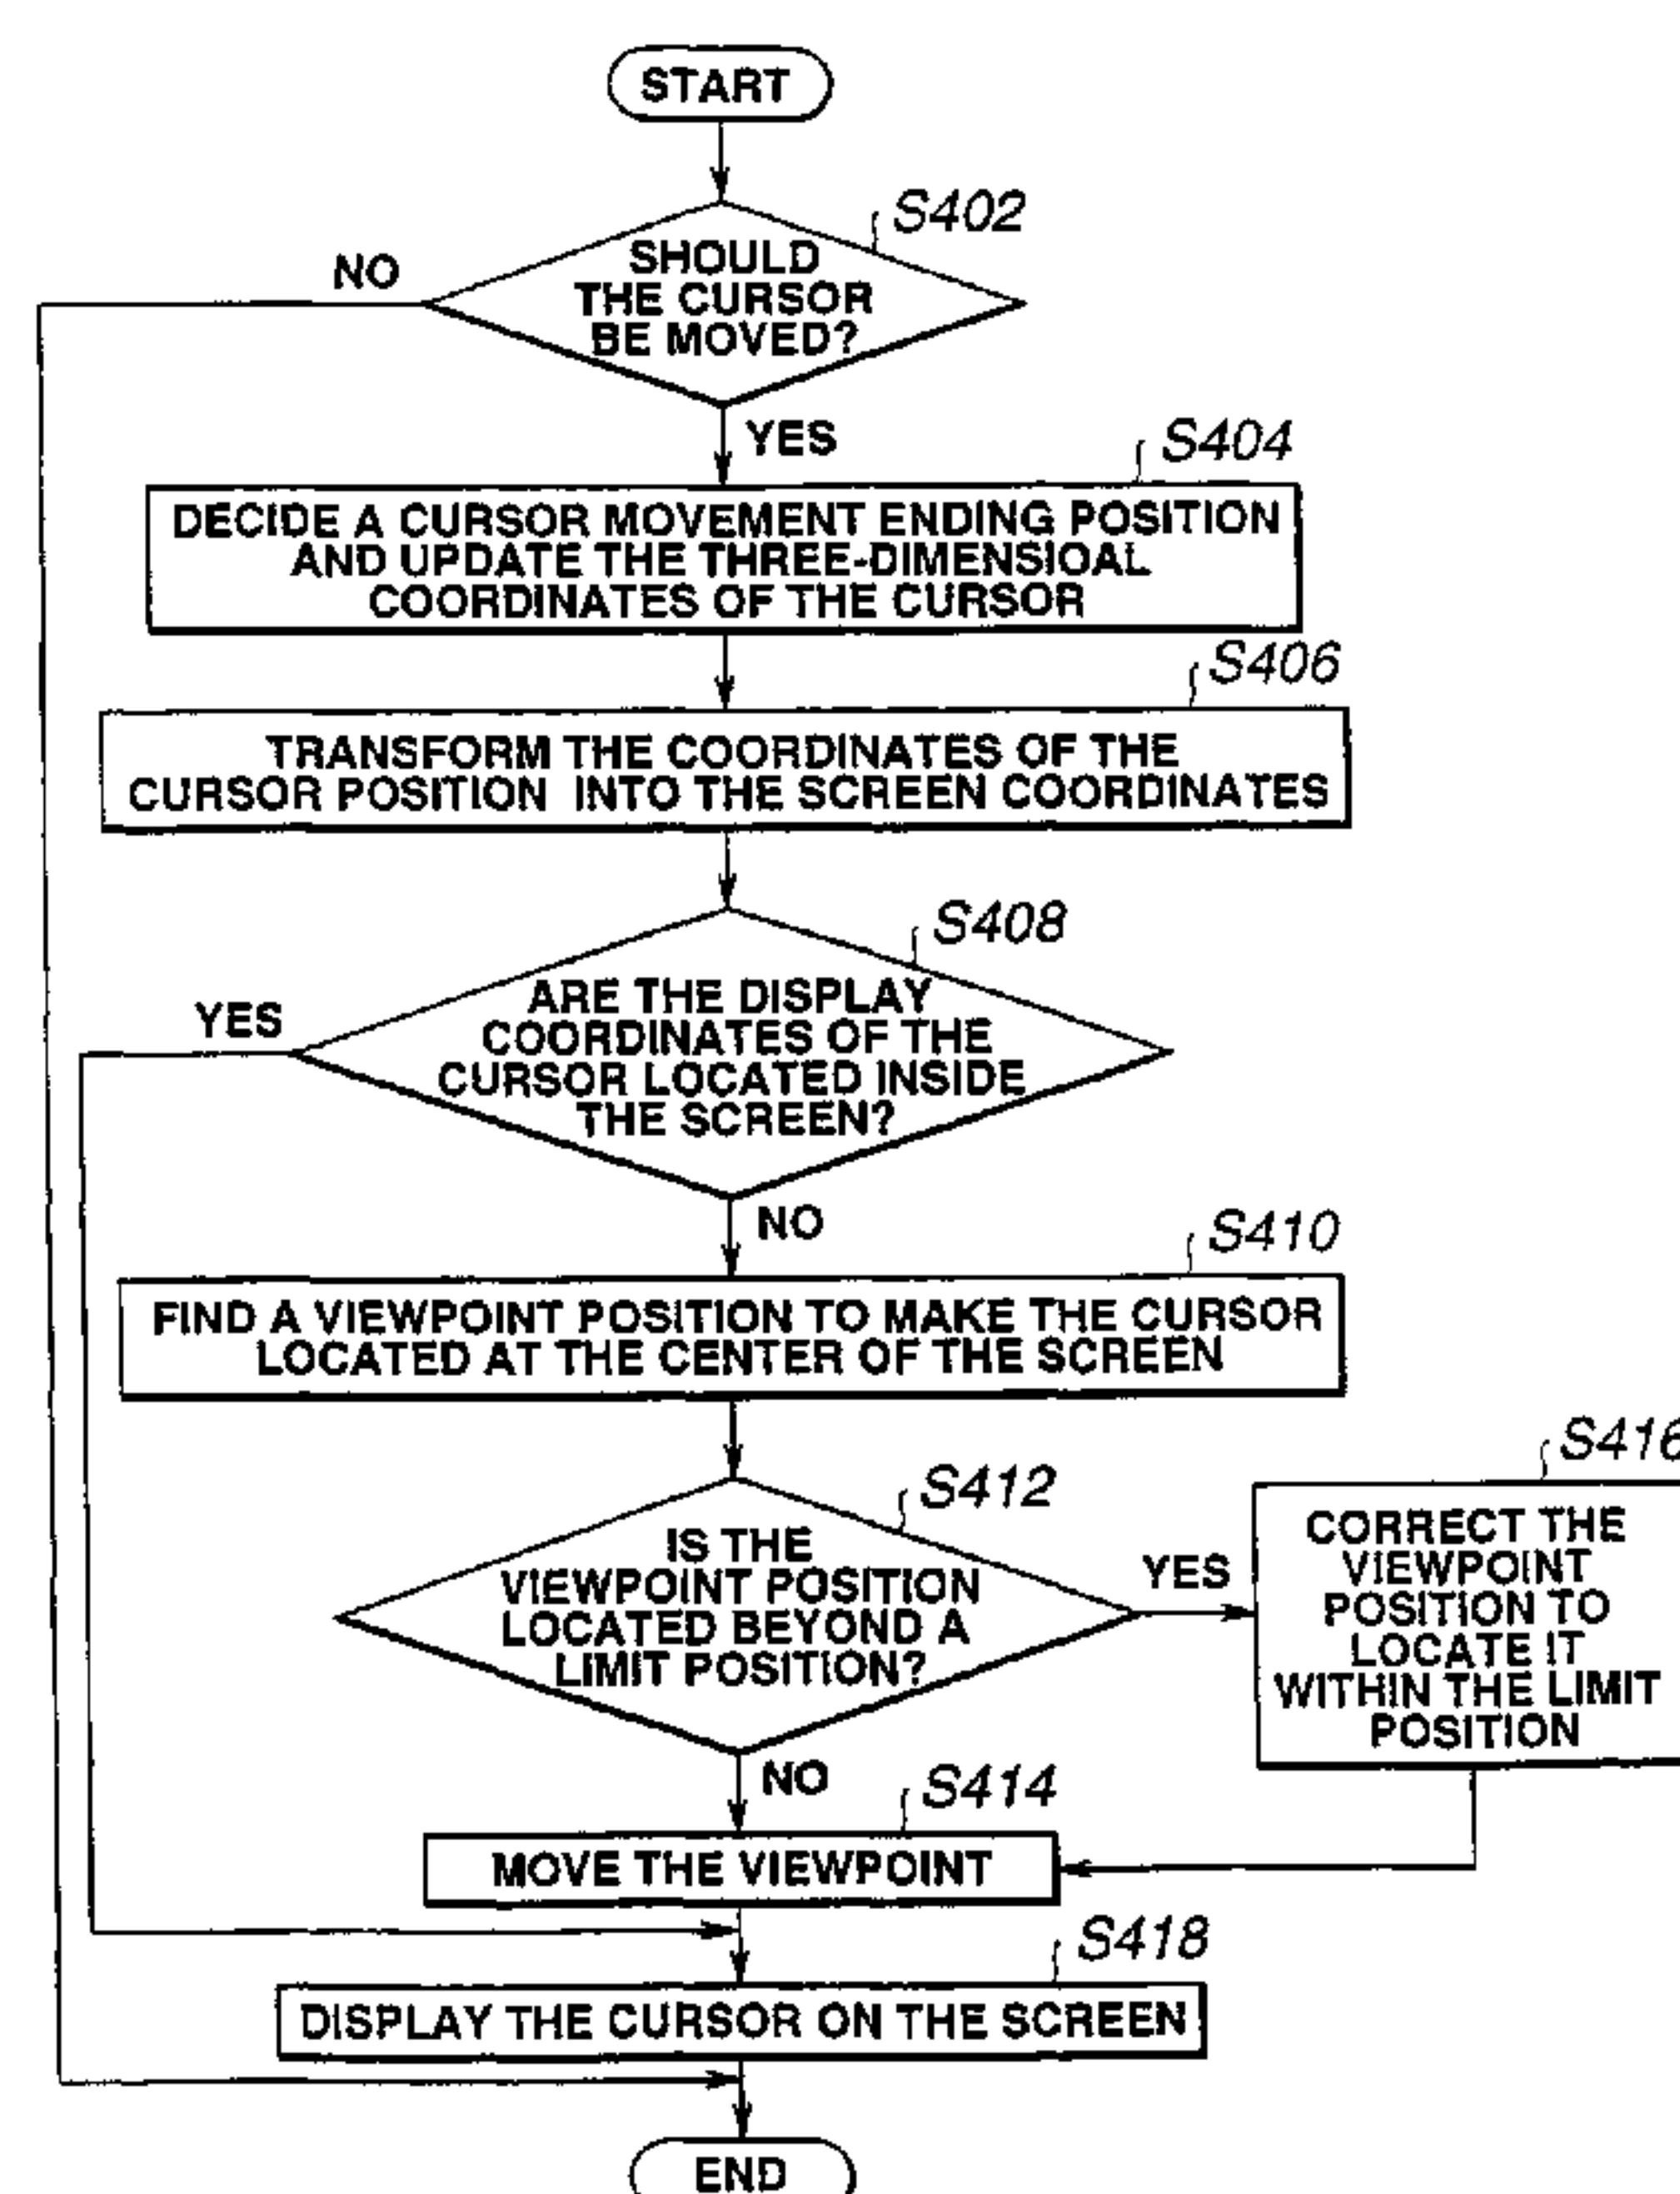 START
S402
NO
SHOULD
THE CURSOR
BE MOVED?
YES
S404
DECIDE A CURSOR MOVEMENT ENDING POSITION
AND UPDATE THE THREE-DIMENSIOAL
COORDINATES OF THE CURSOR
S406
TRANSFORM THE COORDINATES OF THE
CURSOR POSITION INTO THE SCREEN COORDINATES
S408
YES
ARE THE DISPLAY
COORDINATES OF THE
CURSOR LOCATED INSIDE
THE SCREEN?
NO
S410
FIND A VIEWPOINT POSITION TO MAKE THE CURSOR
LOCATED AT THE CENTER OF THE SCREEN
S412
IS THE
VIEWPOINT POSITION
LOCATED BEYOND A
LIMIT POSITION?
YES
S416
CORRECT THE
VIEWPOINT
POSITION TO
LOCATE IT
WITHIN THE LIMIT
POSITION
NO
S414
MOVE THE VIEWPOINT
S418
DISPLAY THE CURSOR ON THE SCREEN
END